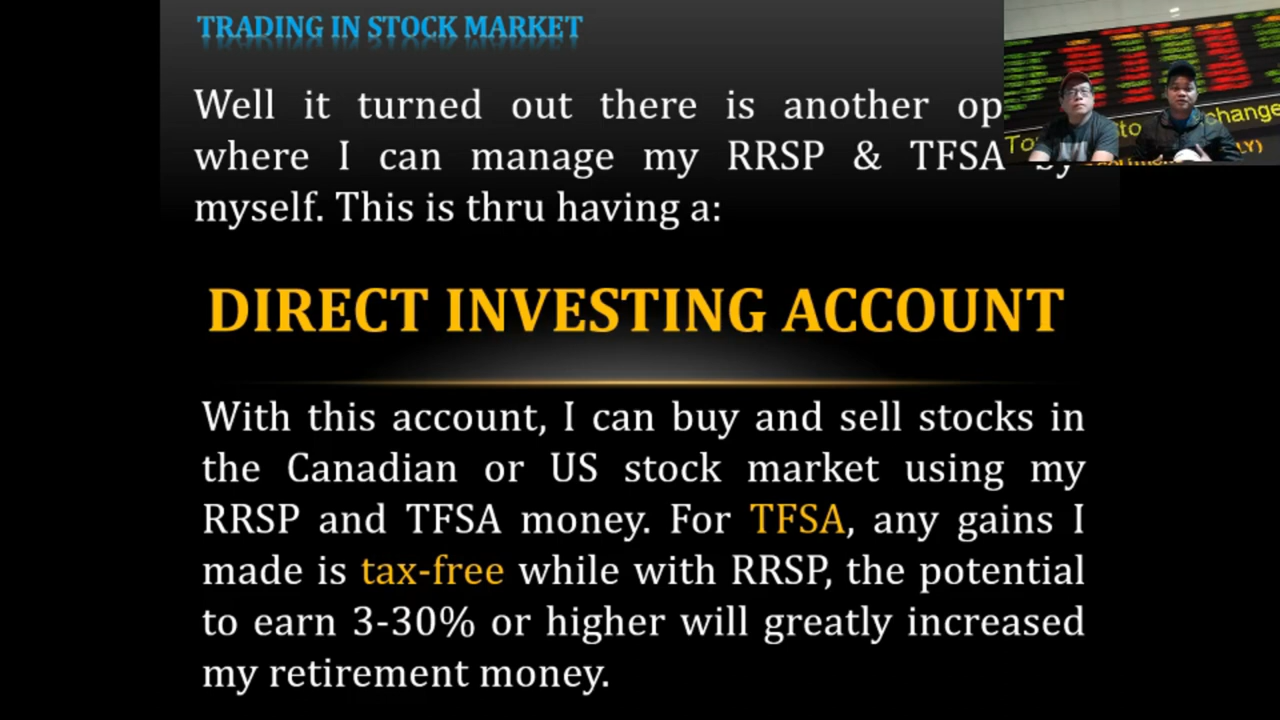 TRADING IN STOCK MARKET
Well it turned out there is another
where I can manage my RRSP & TFSA by
myself. This is thru having a:
DIRECT INVESTING ACCOUNT
With this account, I can buy and sell stocks in
the Canadian or US stock market using my
RRSP and TFSA money. For TFSA, any gains I
made is tax-free while with RRSP, the potential
to earn 3-30% or higher will greatly increased
my retirement money.